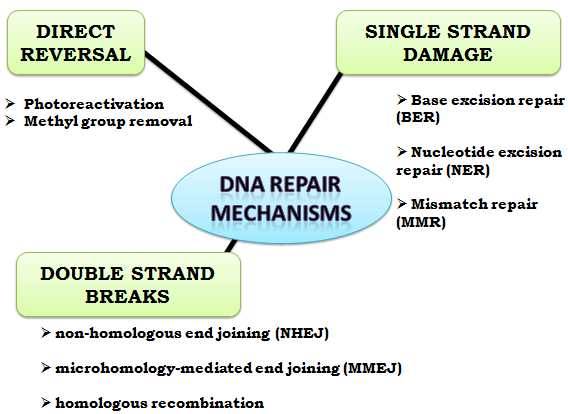 DIRECT
REVERSAL
➢ Photoreactivation
➢ Methyl group removal
SINGLE STRAND
DAMAGE
➢ Base excision repair
(BER)
➢ Nucleotide excision
repair (NER)
➢ Mismatch repair
(MMR)
DNA REPAIR
MECHANISMS
DOUBLE STRAND
BREAKS
➢ non-homologous end joining (NHEJ)
➢ microhomology-mediated end joining (MMEJ)
➢ homologous recombination